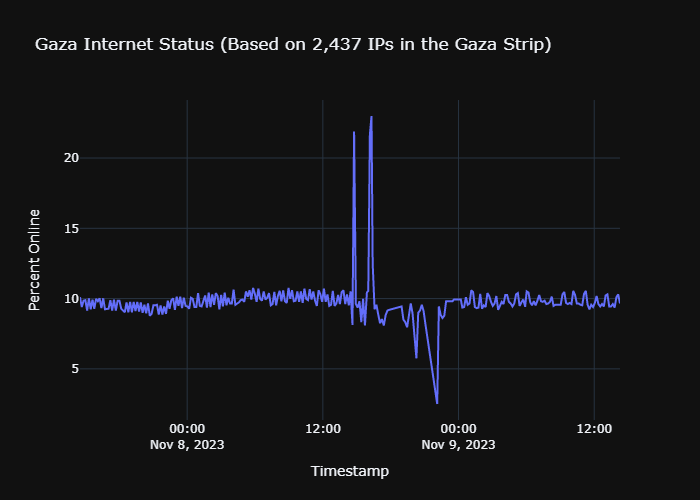 Gaza Internet Status (Based on 2,437 IPs in the Gaza Strip)
Percent Online
20
15
10
5
00:00 12:00 00:00 12:00
Nov 8, 2023 Nov 9, 2023
Timestamp